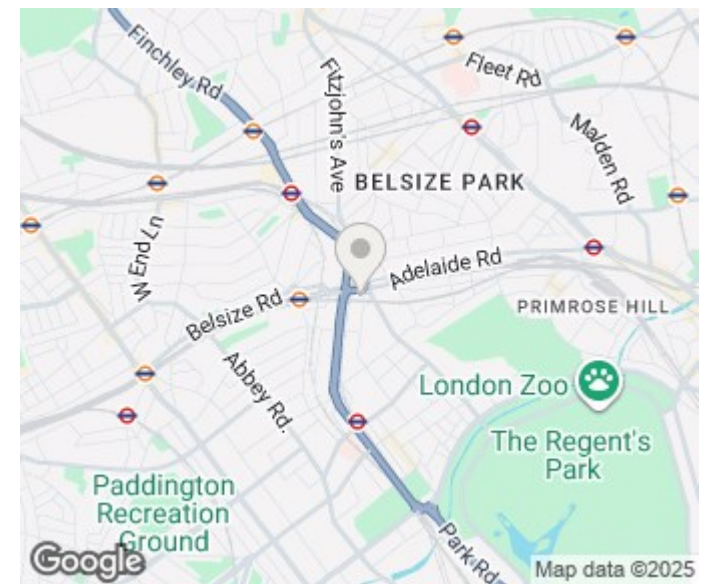 Finchley Rd
Fitzjohn's Ave
Fleet Rd
Malden Rd
BELSIZE PARK
W End Ln
Adelaide Rd
Belsize Rd
PRIMROSE HILL
Abbey Rd.
London Zoo
The Regent's
Park
Paddington
Recreation
Ground
Park Rd
Google
Map data ©2025